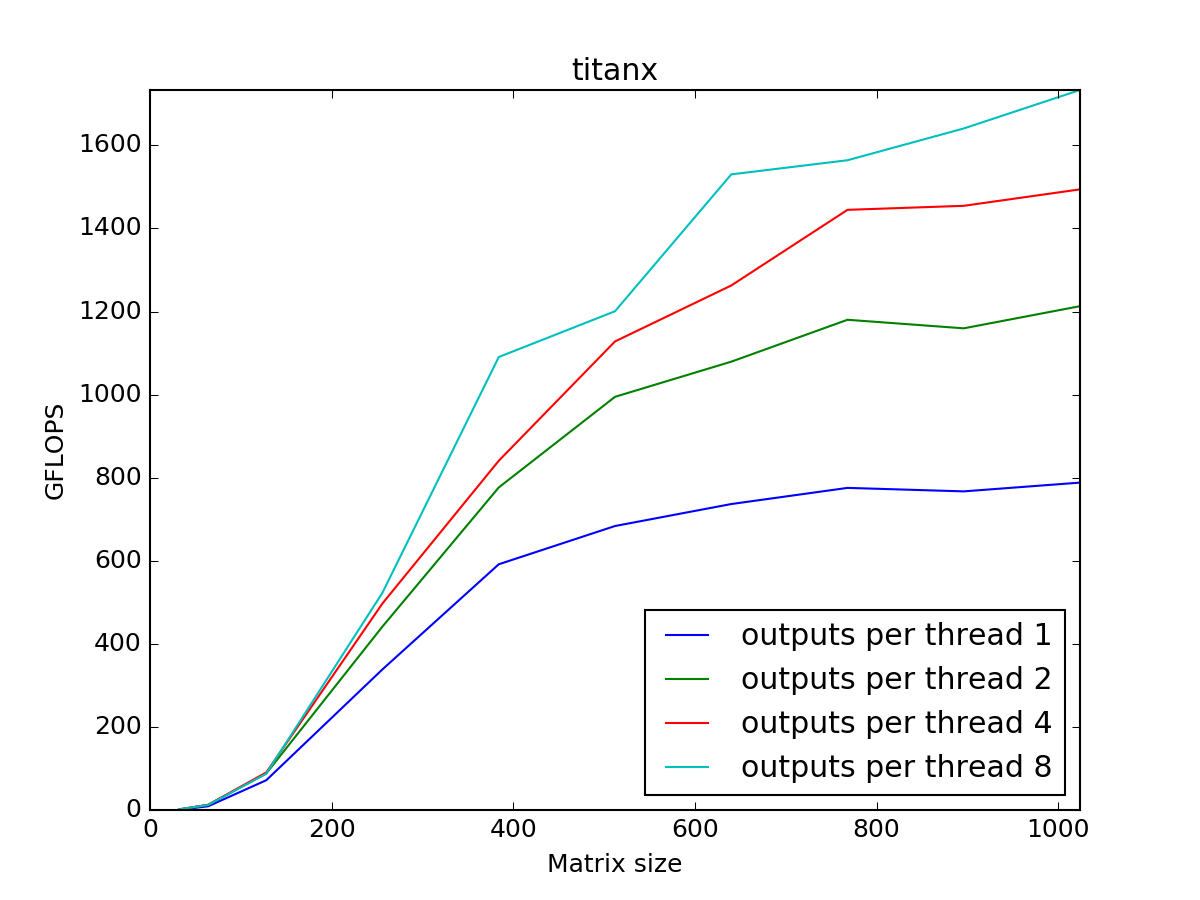 titanx
GFLOPS
1600
1400
1200
1000
800
600
400
200
0
0 200 400 600 800 1000
Matrix size
outputs per thread 1
outputs per thread 2
outputs per thread 4
outputs per thread 8